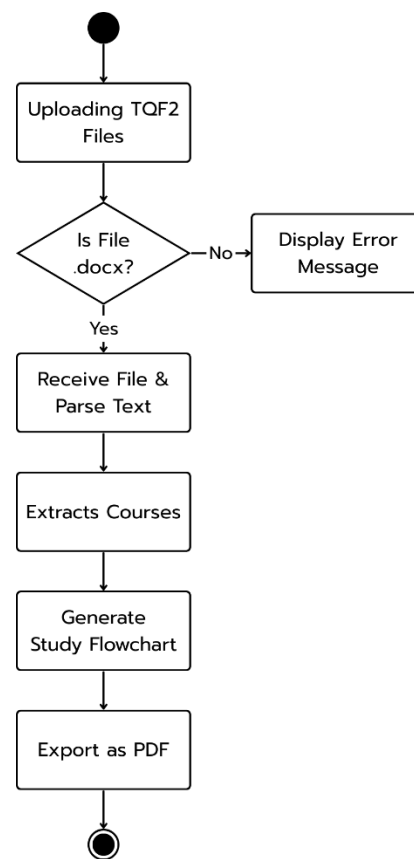 Uploading TQF2
Files
Is File
.docx?
No
Display Error
Message
Yes
Receive File &
Parse Text
Extracts Courses
Generate
Study Flowchart
Export as PDF